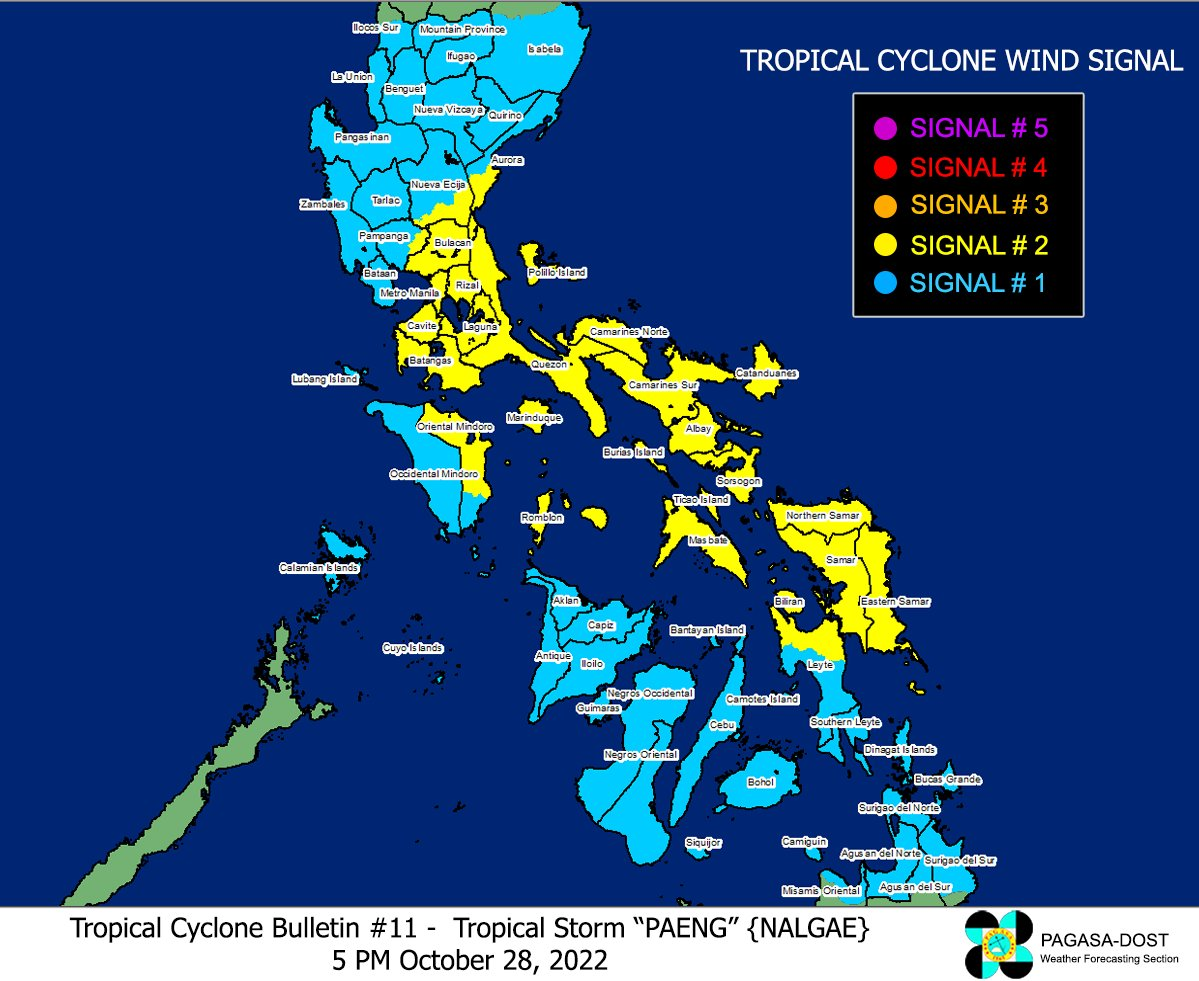 Ilocos Sur
Mountain Province
Isabela
Ifugao
TROPICAL CYCLONE WIND SIGNAL
La Union
Benguet
Nueva Vizcaya
Quirino
SIGNAL # 5
Pangasinan
Aurora
SIGNAL # 4
Nueva Ecija
Tarlac
Zambales
SIGNAL # 3
Pampanga
Bulacan
SIGNAL # 2
Bataan
Polillo Island
Rizal
SIGNAL # 1
Metro Manila
Cavite
Laguna
Camarines Norte
Batangas
Quezon
Catanduanes
Lubang Island
Camarines Sur
Marinduque
Oriental Mindoro
Albay
Burias Island
Occidental Mindoro
Sorsogon
Ticao Island
Romblon
Northern Samar
Masbate
Samar
Calamian Islands
Aklan
Biliran
Eastern Samar
Capiz
Bantayan Island
Cuyo Islands
Antique
Iloilo
Leyte
Negros Occidental
Camotes Island
Guimaras
Cebu
Southern Leyte
Dinagat Islands
Negros Oriental
Bohol
Bucas Grande
Surigao del Norte
Siquijor
Camiguin
Agusan del Norte
Surigao del Sur
Misamis Oriental
Agusan del Sur
Tropical Cyclone Bulletin #11 - Tropical Storm “PAENG” {NALGAE}
5 PM October 28, 2022
PAGASA-DOST
Weather Forecasting Section